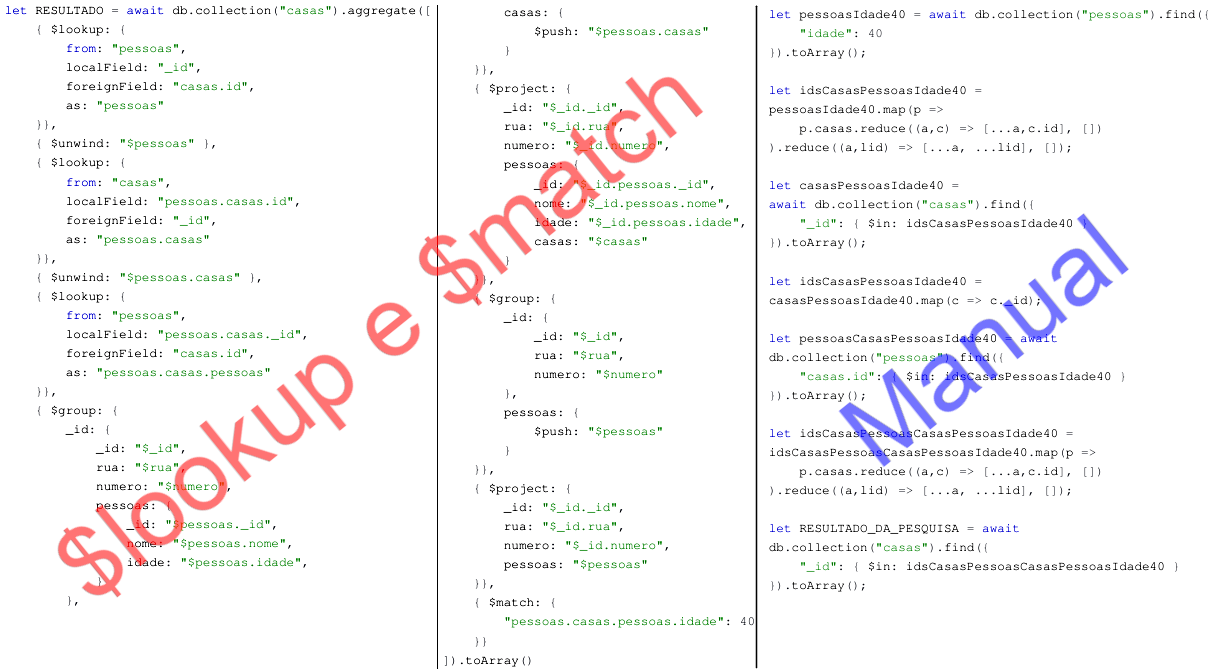 let RESULTADO = await db.collection("casas").aggregate([
    { $lookup: {
        from: "pessoas",
        localField: "_id",
        foreignField: "casas.id",
        as: "pessoas"
    }},
    { $unwind: "$pessoas" },
    { $lookup: {
        from: "casas",
        localField: "pessoas.casas.id",
        foreignField: "_id",
        as: "pessoas.casas"
    }},
    { $unwind: "$pessoas.casas" },
    { $lookup: {
        from: "pessoas",
        localField: "pessoas.casas._id",
        foreignField: "casas.id",
        as: "pessoas.casas.pessoas"
    }},
    { $group: {
        _id: {
            _id: "$_id",
            rua: "$rua",
            numero: "$numero",
            pessoas: {
                _id: "$pessoas._id",
                nome: "$pessoas.nome",
                idade: "$pessoas.idade",
            }
        },
        casas: {
            $push: "$pessoas.casas"
        }
    }},
    { $project: {
        _id: "$_id._id",
        rua: "$_id.rua",
        numero: "$_id.numero",
        pessoas: {
            _id: "$_id.pessoas._id",
            nome: "$_id.pessoas.nome",
            idade: "$_id.pessoas.idade",
            casas: "$casas"
        }
    }},
    { $group: {
        _id: {
            _id: "$_id",
            rua: "$rua",
            numero: "$numero"
        },
        pessoas: {
            $push: "$pessoas"
        }
    }},
    { $project: {
        _id: "$_id._id",
        rua: "$_id.rua",
        numero: "$_id.numero",
        pessoas: "$pessoas"
    }},
    { $match: {
        "pessoas.casas.pessoas.idade": 40
    }}
]).toArray()
$lookup e $match
let pessoasIdade40 = await db.collection("pessoas").find({
    "idade": 40
}).toArray();
let idsCasasPessoasIdade40 =
pessoasIdade40.map(p =>
    p.casas.reduce((a,c) => [...a,c.id], [])
).reduce((a,lid) => [...a, ...lid], []);
let casasPessoasIdade40 =
await db.collection("casas").find({
    "_id": { $in: idsCasasPessoasIdade40 }
}).toArray();
let idsCasasPessoasIdade40 =
casasPessoasIdade40.map(c => c._id);
let pessoasCasasPessoasIdade40 = await
db.collection("pessoas").find({
    "casas.id": { $in: idsCasasPessoasIdade40 }
}).toArray();
let idsCasasPessoasCasasPessoasIdade40 =
idsCasasPessoasCasasPessoasIdade40.map(p =>
    p.casas.reduce((a,c) => [...a,c.id], [])
).reduce((a,lid) => [...a, ...lid], []);
let RESULTADO_DA_PESQUISA = await
db.collection("casas").find({
    "_id": { $in: idsCasasPessoasCasasPessoasIdade40 }
}).toArray();
Manual